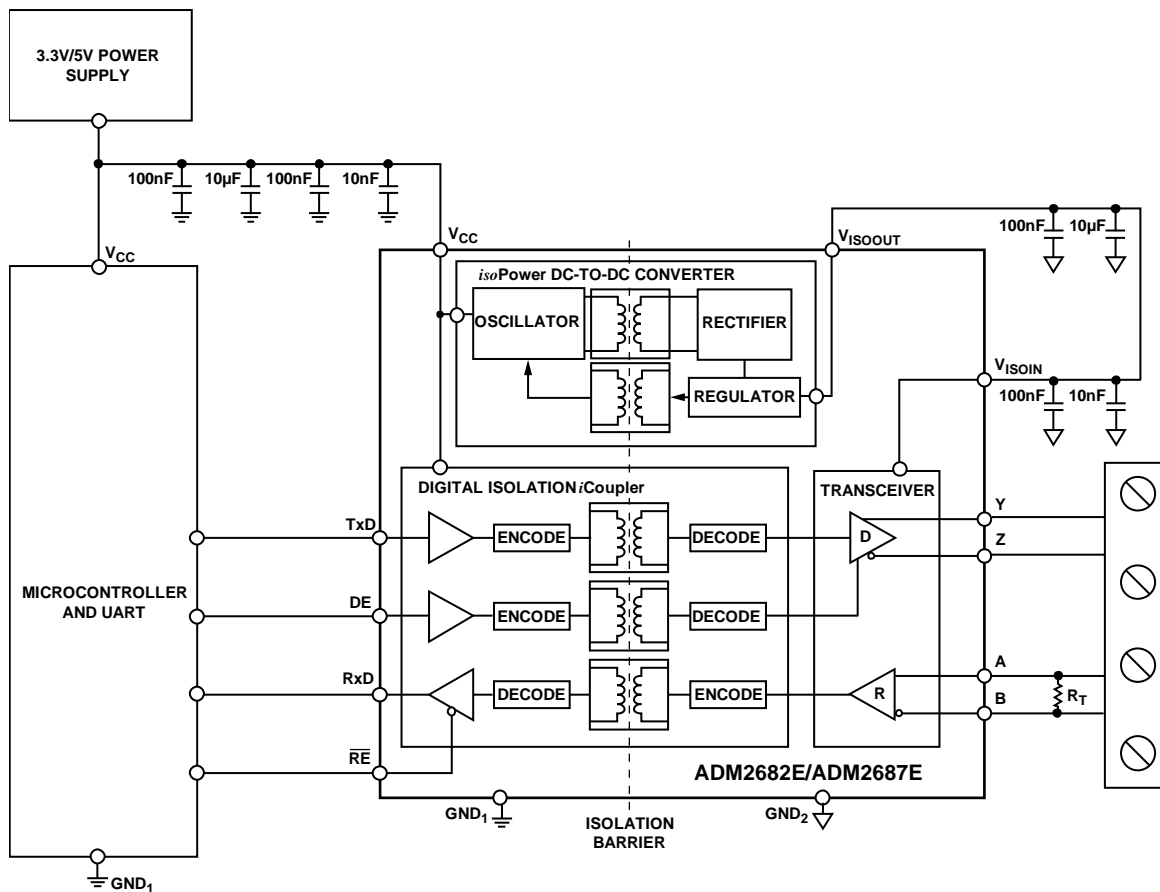 3.3V/5V POWER
SUPPLY
100nF
10µF
100nF
10nF
VCC
VCC
VISOOUT
100nF
10µF
isoPower DC-TO-DC CONVERTER
OSCILLATOR
RECTIFIER
REGULATOR
VISOIN
100nF
10nF
DIGITAL ISOLATION iCoupler
TRANSCEIVER
TxD
ENCODE
DECODE
D
Y
Z
MICROCONTROLLER
AND UART
DE
ENCODE
DECODE
RxD
DECODE
ENCODE
R
A
B
RT
RE
ADM2682E/ADM2687E
GND1
ISOLATION
BARRIER
GND2
GND1